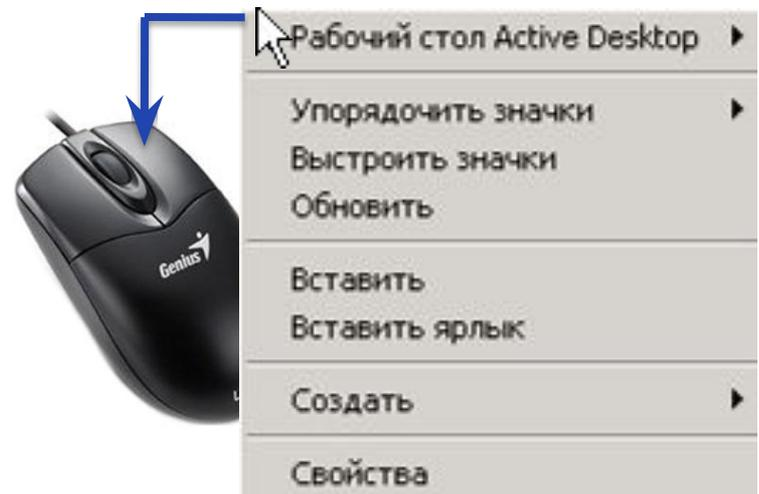 Рабочий стол Active Desktop
Упорядочить значки
Выстроить значки
Обновить
Genius
Вставить
Вставить ярлык
Создать
Свойства